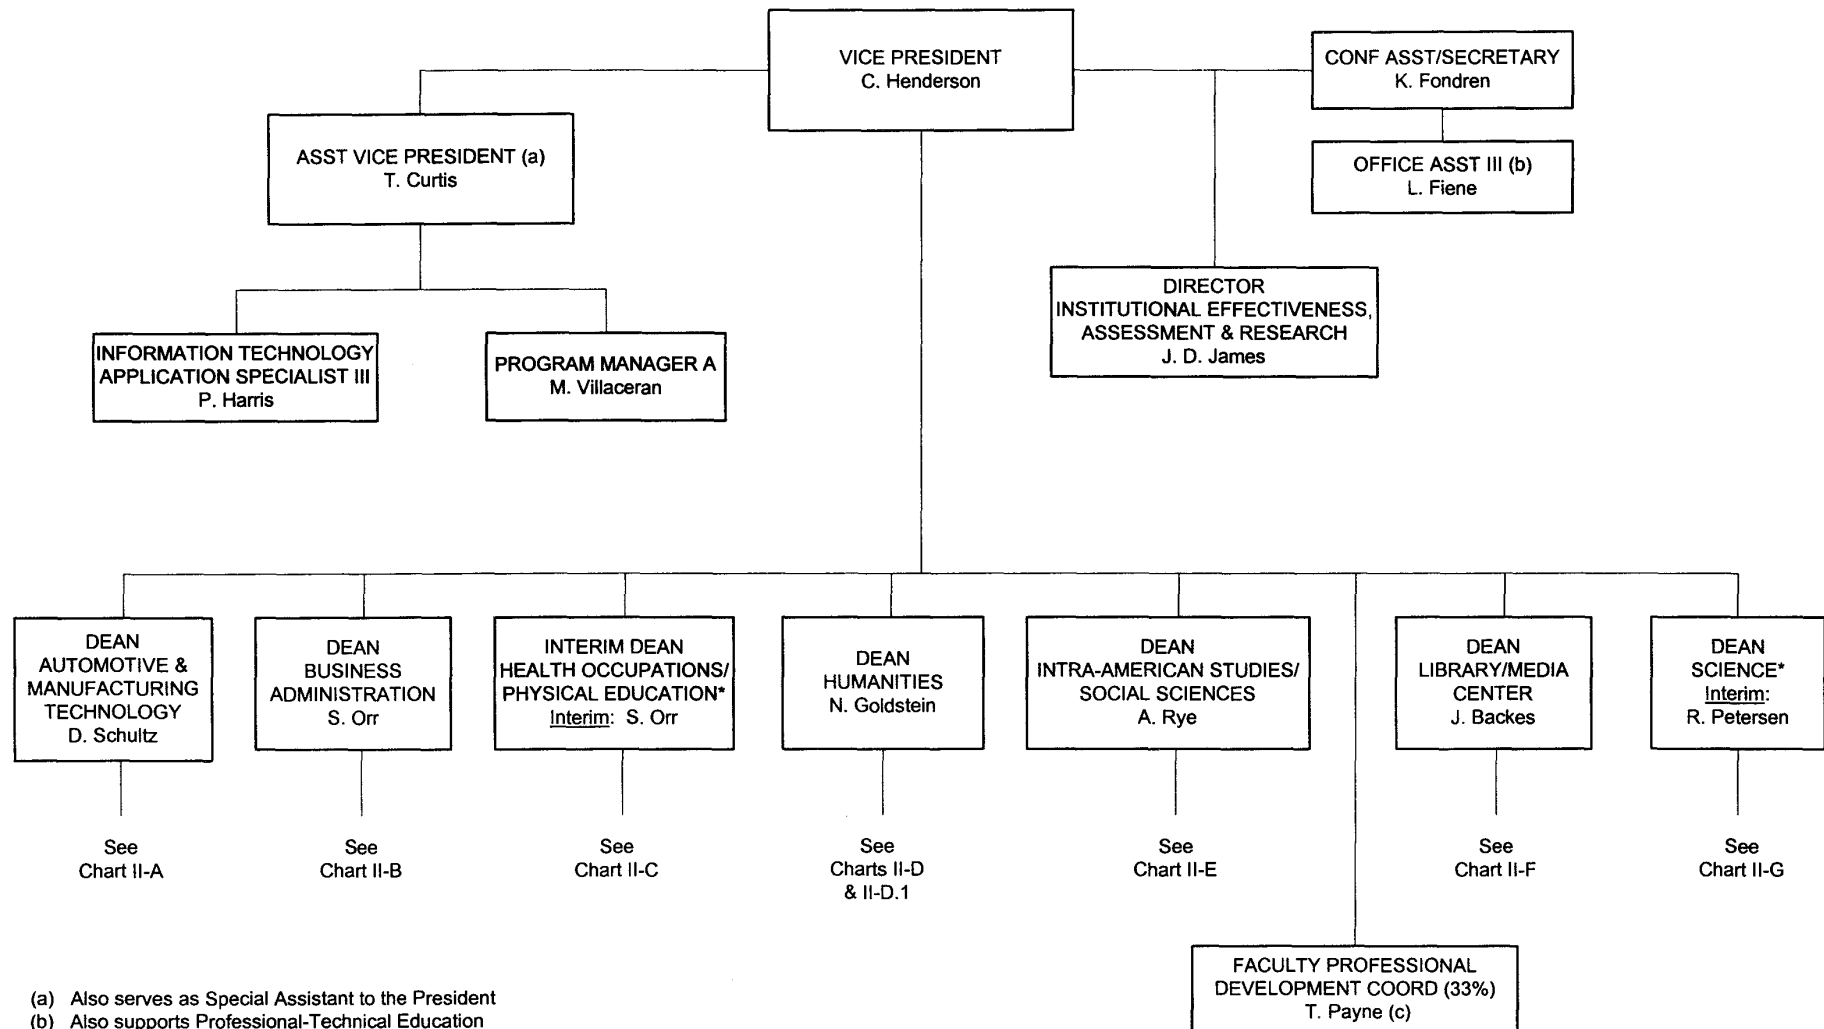 VICE PRESIDENT
C. Henderson
CONF ASST/SECRETARY
K. Fondren
ASST VICE PRESIDENT (a)
T. Curtis
OFFICE ASST III (b)
L. Fiene
DIRECTOR
INSTITUTIONAL EFFECTIVENESS,
ASSESSMENT & RESEARCH
J. D. James
INFORMATION TECHNOLOGY
APPLICATION SPECIALIST III
P. Harris
PROGRAM MANAGER A
M. Villaceran
DEAN
AUTOMOTIVE &
MANUFACTURING
TECHNOLOGY
D. Schultz
DEAN
BUSINESS
ADMINISTRATION
S. Orr
INTERIM DEAN
HEALTH OCCUPATIONS/
PHYSICAL EDUCATION*
Interim: S. Orr
DEAN
HUMANITIES
N. Goldstein
DEAN
INTRA-AMERICAN STUDIES/
SOCIAL SCIENCES
A. Rye
DEAN
LIBRARY/MEDIA
CENTER
J. Backes
DEAN
SCIENCE*
Interim:
R. Petersen
See
Chart II-A
See
Chart II-B
See
Chart II-C
See
Charts II-D
& II-D.1
See
Chart II-E
See
Chart II-F
See
Chart II-G
FACULTY PROFESSIONAL
DEVELOPMENT COORD (33%)
T. Payne (c)
(a) Also serves as Special Assistant to the President
(b) Also supports Professional-Technical Education